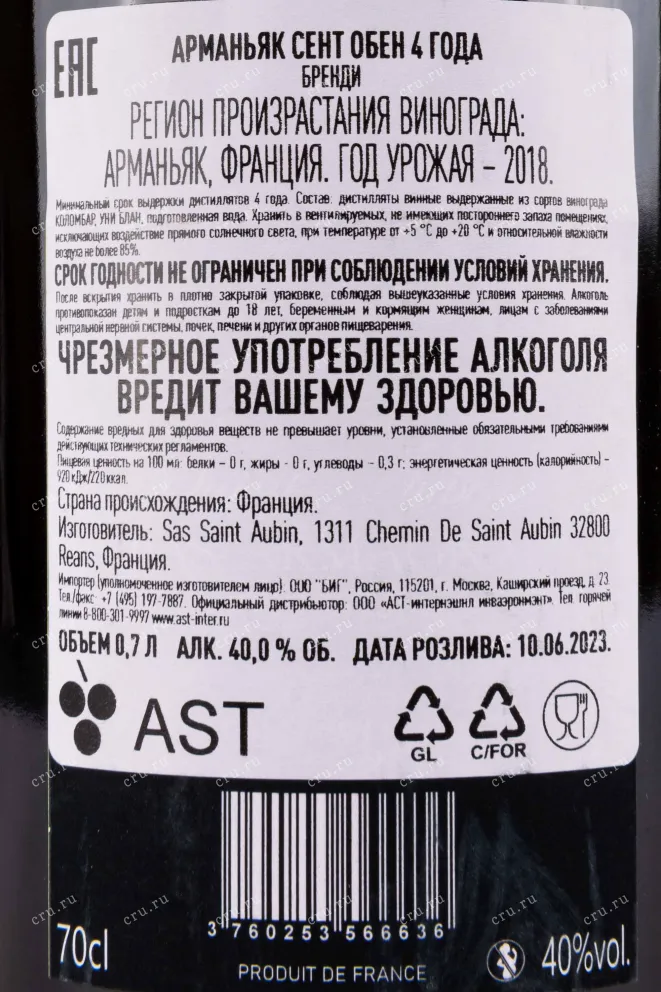 EAC
АРМАНЬЯК СЕНТ ОБЕН 4 ГОДА
БРЕНДИ
РЕГИОН ПРОИЗРАСТАНИЯ ВИНОГРАДА:
АРМАНЬЯК, ФРАНЦИЯ. ГОД УРОЖАЯ – 2018.
Минимальный срок выдержки дистиллятов 4 года. Состав: дистилляты винные выдержанные из сортов винограда
КОЛОМБАР, УНИ БЛАН, подготовленная вода. Хранить в вентилируемых, не имеющих постороннего запаха помещениях,
исключающих воздействие прямого солнечного света, при температуре от +5 °C до +20 °C и относительной влажности
воздуха не более 85%.
СРОК ГОДНОСТИ НЕ ОГРАНИЧЕН ПРИ СОБЛЮДЕНИИ УСЛОВИЙ ХРАНЕНИЯ.
После вскрытия хранить в плотно закрытой упаковке, соблюдая вышеуказанные условия хранения. Алкоголь
противопоказан детям и подросткам до 18 лет, беременным и кормящим женщинам, лицам с заболеваниями
центральной нервной системы, почек, печени и других органов пищеварения.
ЧРЕЗМЕРНОЕ УПОТРЕБЛЕНИЕ АЛКОГОЛЯ
ВРЕДИТ ВАШЕМУ ЗДОРОВЬЮ.
Содержание вредных для здоровья веществ не превышает уровни, установленные обязательными требованиями
действующих технических регламентов.
Пищевая ценность на 100 мл: белки – 0 г, жиры - 0 г, углеводы – 0,3 г; энергетическая ценность (калорийность) –
920 кДж/220 ккал.
Страна происхождения: Франция.
Изготовитель: Sas Saint Aubin, 1311 Chemin De Saint Aubin 32800
Reans, Франция.
Импортер (уполномоченное изготовителем лицо): ООО "БИГ", Россия, 115201, г. Москва, Каширский проезд, д. 23
Тел./факс: +7 (495) 197-7887. Официальный дистрибьютор: ООО «АСТ-интернэшнл инваэронмэнт». Тел. горячей
линии 8-800-301-9997 www.ast-inter.ru
ОБЪЕМ 0,7 Л АЛК. 40,0 % ОБ. ДАТА РОЗЛИВА: 10.06.2023.
AST
GL
C/FOR
3 760253 566636
70cl
PRODUIT DE FRANCE
40%vol.